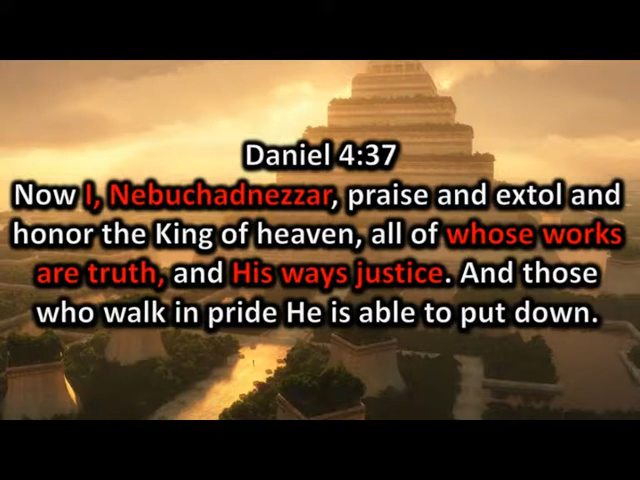 Daniel 4:37
Now I, Nebuchadnezzar, praise and extol and
honor the King of heaven, all of whose works
are truth, and His ways justice. And those
who walk in pride He is able to put down.